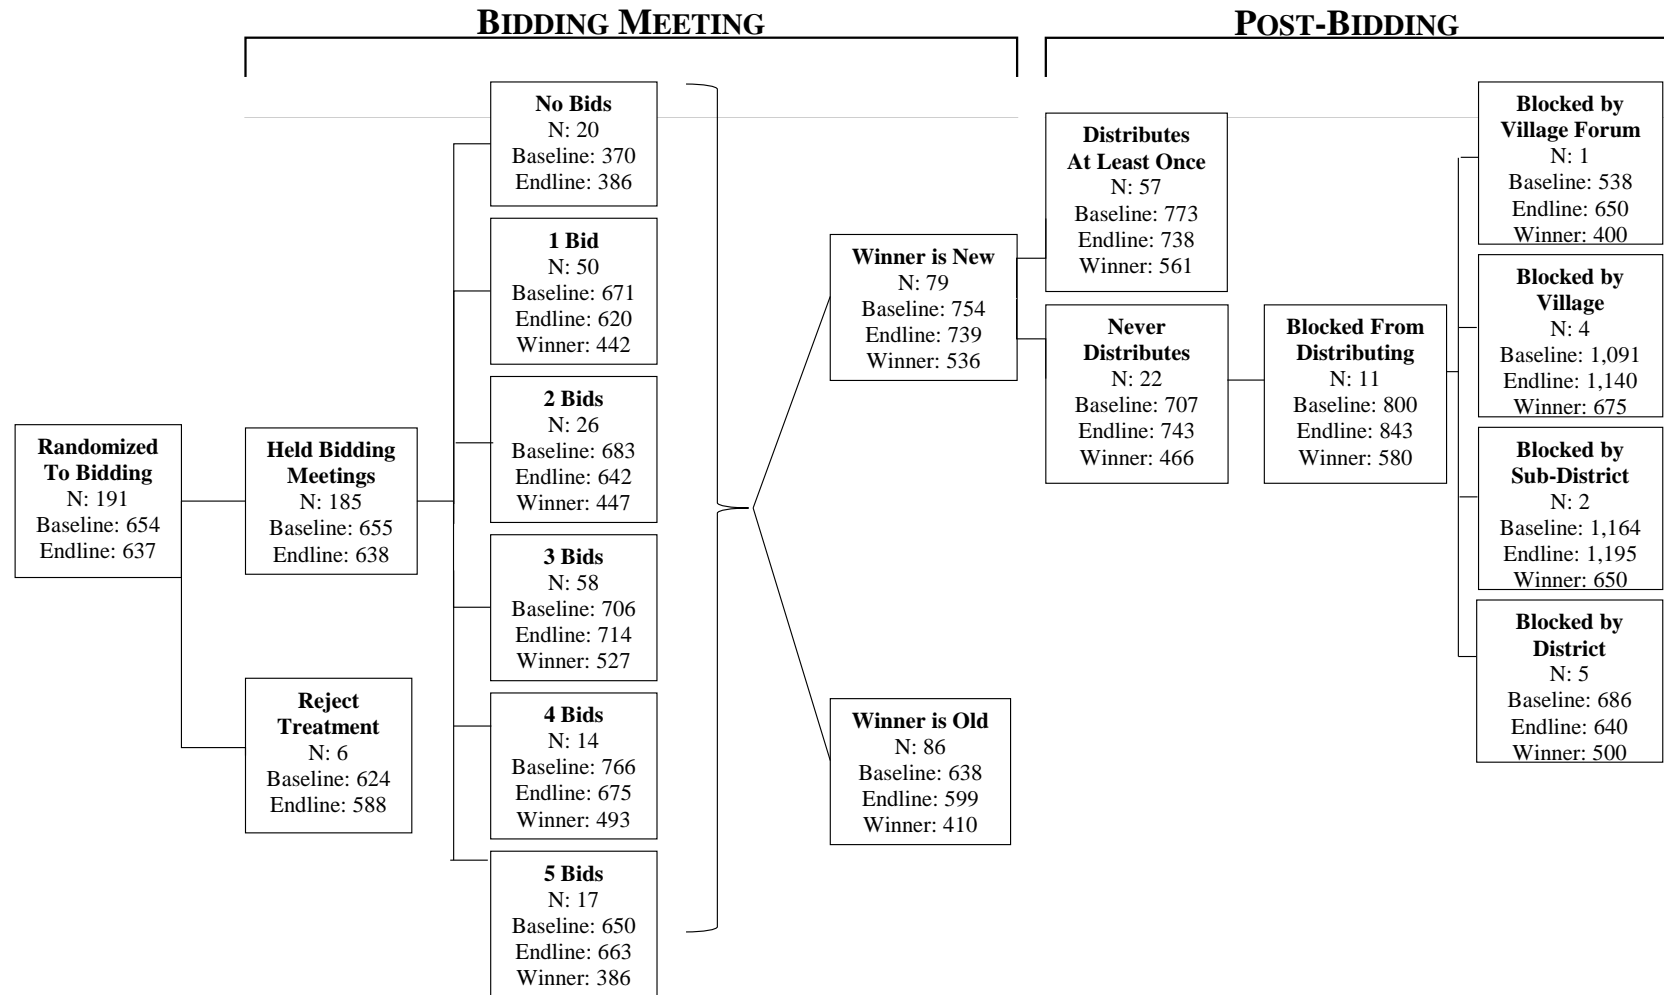 BIDDING MEETING
POST-BIDDING
Randomized
To Bidding
N: 191
Baseline: 654
Endline: 637
Held Bidding
Meetings
N: 185
Baseline: 655
Endline: 638
Reject
Treatment
N: 6
Baseline: 624
Endline: 588
No Bids
N: 20
Baseline: 370
Endline: 386
1 Bid
N: 50
Baseline: 671
Endline: 620
Winner: 442
2 Bids
N: 26
Baseline: 683
Endline: 642
Winner: 447
3 Bids
N: 58
Baseline: 706
Endline: 714
Winner: 527
4 Bids
N: 14
Baseline: 766
Endline: 675
Winner: 493
5 Bids
N: 17
Baseline: 650
Endline: 663
Winner: 386
Winner is New
N: 79
Baseline: 754
Endline: 739
Winner: 536
Winner is Old
N: 86
Baseline: 638
Endline: 599
Winner: 410
Distributes
At Least Once
N: 57
Baseline: 773
Endline: 738
Winner: 561
Never
Distributes
N: 22
Baseline: 707
Endline: 743
Winner: 466
Blocked From
Distributing
N: 11
Baseline: 800
Endline: 843
Winner: 580
Blocked by
Village Forum
N: 1
Baseline: 538
Endline: 650
Winner: 400
Blocked by
Village
N: 4
Baseline: 1,091
Endline: 1,140
Winner: 675
Blocked by
Sub-District
N: 2
Baseline: 1,164
Endline: 1,195
Winner: 650
Blocked by
District
N: 5
Baseline: 686
Endline: 640
Winner: 500